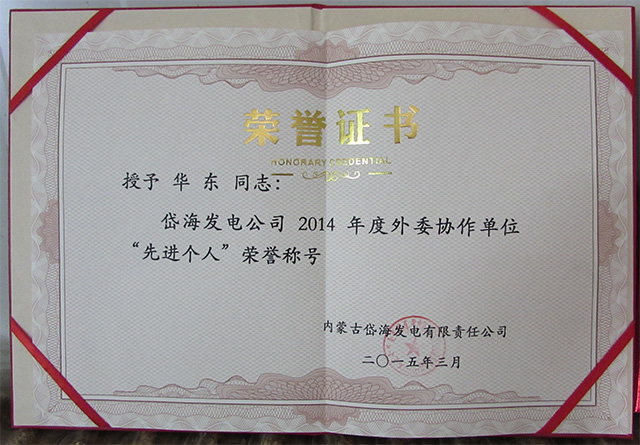 荣誉证书
HONORARY CREDENTIAL
授予 华 东 同志：
岱海发电公司 2014 年度外委协作单位
“先进个人”荣誉称号
内蒙古岱海发电有限责任公司
二〇一五年三月